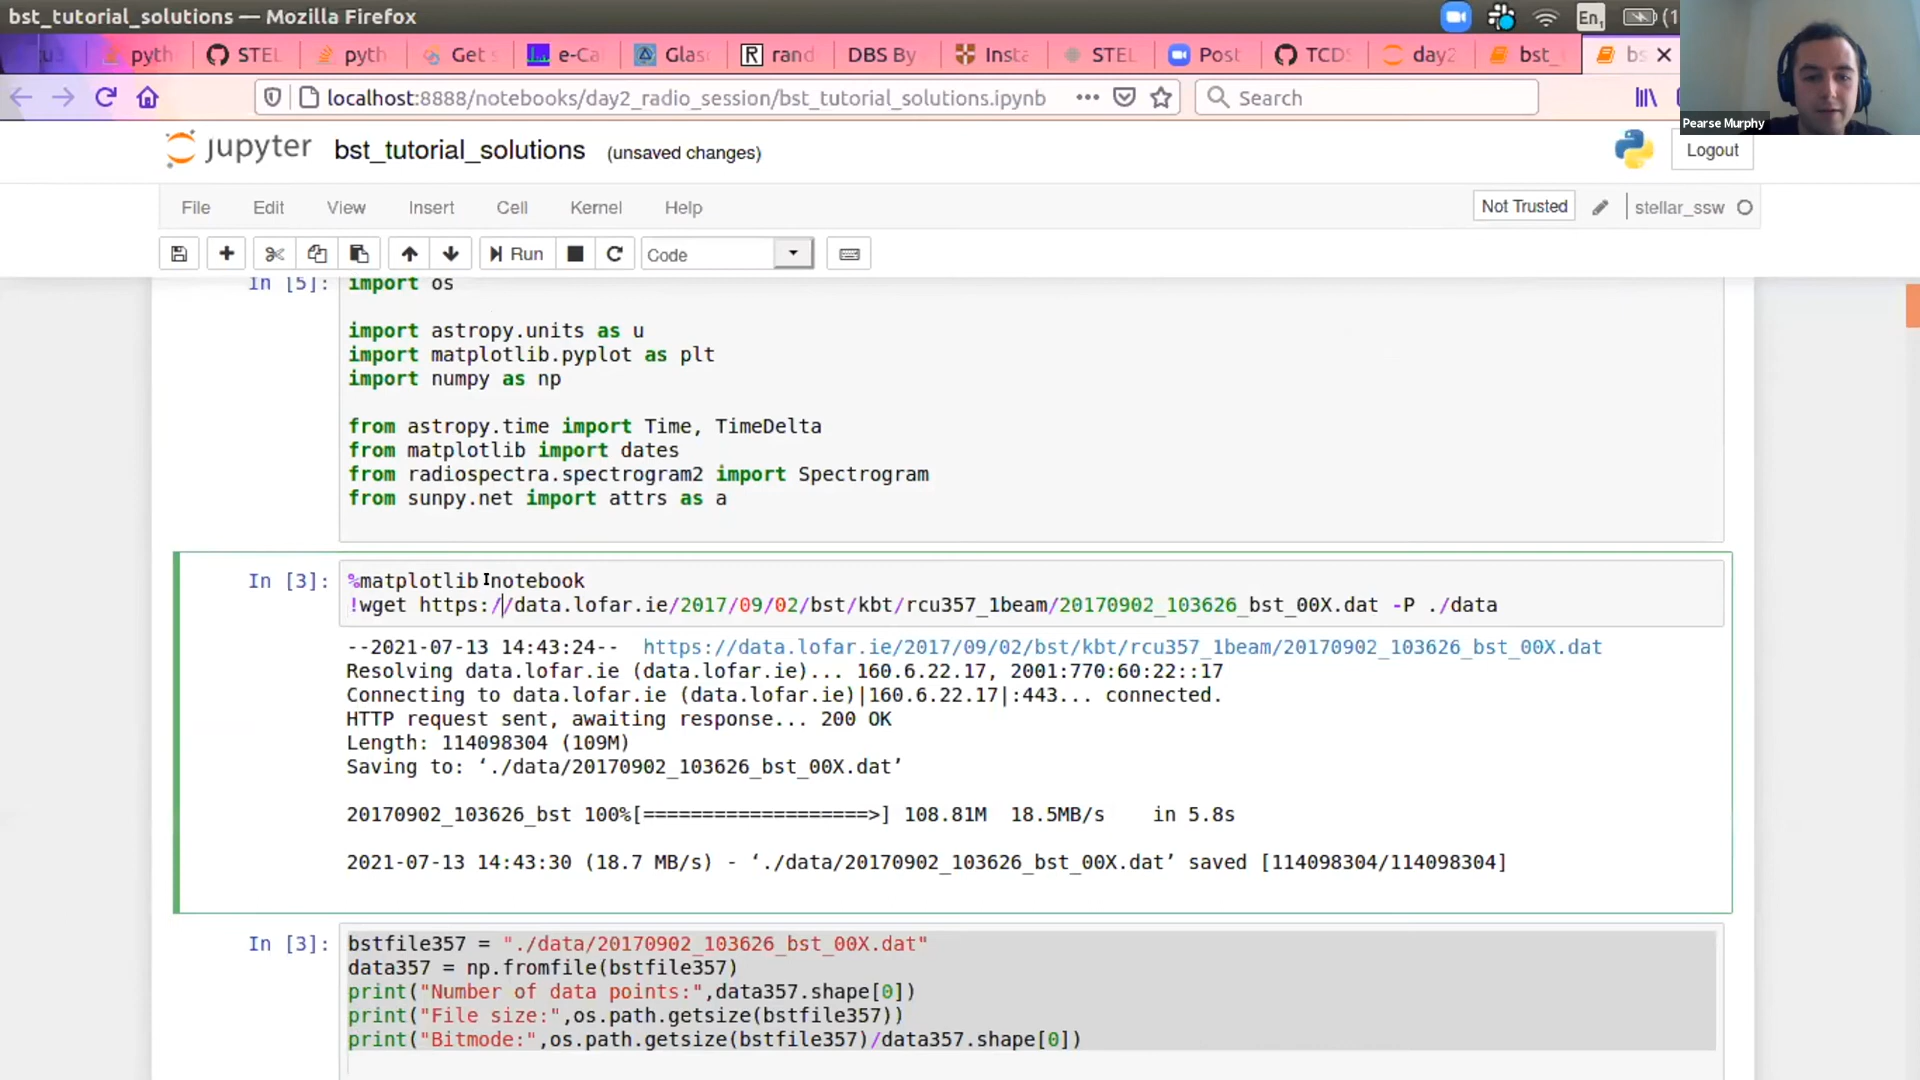 bst_tutorial_solutions — Mozilla Firefox
En1
(1
pyth
STEL
pyth
Get
e-Ca
Glas
R rand
DBS By
Insta
STEL
Post
TCDS
day2
bst_
bs
localhost:8888/notebooks/day2_radio_session/bst_tutorial_solutions.ipynb
Search
Pearse Murphy
jupyter bst_tutorial_solutions (unsaved changes)
Logout
File Edit View Insert Cell Kernel Help
Not Trusted
stellar_ssw
Run
Code
In [5]: import os
import astropy.units as u
import matplotlib.pyplot as plt
import numpy as np
from astropy.time import Time, TimeDelta
from matplotlib import dates
from radiospectra.spectrogram2 import Spectrogram
from sunpy.net import attrs as a
In [3]: %matplotlib notebook
!wget https://data.lofar.ie/2017/09/02/bst/kbt/rcu357_1beam/20170902_103626_bst_00X.dat -P ./data
--2021-07-13 14:43:24-- https://data.lofar.ie/2017/09/02/bst/kbt/rcu357_1beam/20170902_103626_bst_00X.dat
Resolving data.lofar.ie (data.lofar.ie)... 160.6.22.17, 2001:770:60:22::17
Connecting to data.lofar.ie (data.lofar.ie)|160.6.22.17|:443... connected.
HTTP request sent, awaiting response... 200 OK
Length: 114098304 (109M)
Saving to: ‘./data/20170902_103626_bst_00X.dat’
20170902_103626_bst 100%[===================>] 108.81M 18.5MB/s in 5.8s
2021-07-13 14:43:30 (18.7 MB/s) - ‘./data/20170902_103626_bst_00X.dat’ saved [114098304/114098304]
In [3]: bstfile357 = "./data/20170902_103626_bst_00X.dat"
data357 = np.fromfile(bstfile357)
print("Number of data points:",data357.shape[0])
print("File size:",os.path.getsize(bstfile357))
print("Bitmode:",os.path.getsize(bstfile357)/data357.shape[0])